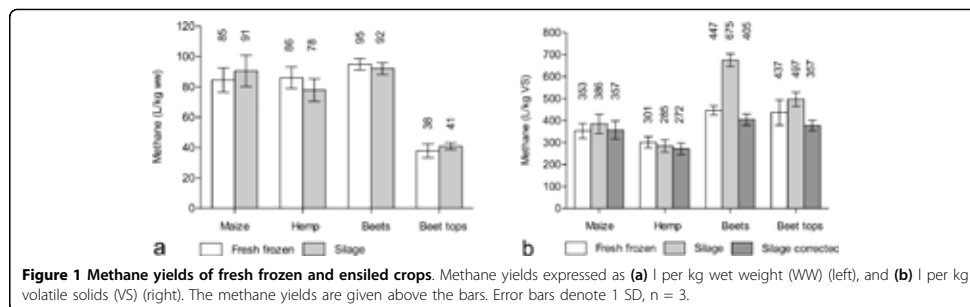 120
100
80
60
40
20
0
Methane (L/kg ww)
85
91
86
78
95
92
38
41
Maize
Hemp
Beets
Beet tops
a
Fresh frozen
Silage
800
700
600
500
400
300
200
100
0
Methane (L/kg VS)
353
386
357
301
285
272
447
675
405
437
497
357
Maize
Hemp
Beets
Beet tops
b
Fresh frozen
Silage
Silage corrected
Figure 1 Methane yields of fresh frozen and ensiled crops. Methane yields expressed as (a) l per kg wet weight (WW) (left), and (b) l per kg
volatile solids (VS) (right). The methane yields are given above the bars. Error bars denote 1 SD, n = 3.